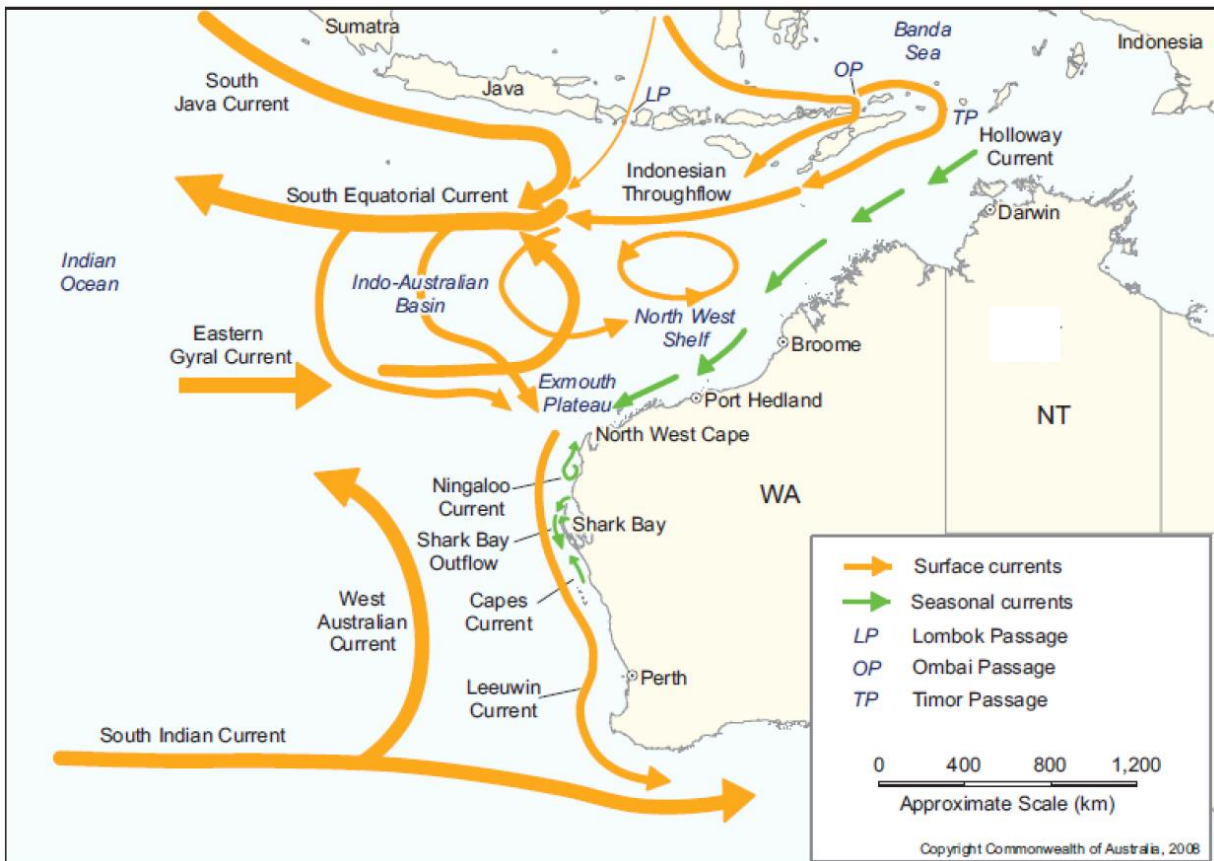 Sumatra
Banda
Sea
Indonesia
South
Java Current
Java
LP
OP
TP
Holloway
Current
Indonesian
Throughflow
South Equatorial Current
Darwin
Indian
Ocean
Indo-Australian
Basin
North West
Shelf
Eastern
Gyral Current
Broome
Exmouth
Plateau
Port Hedland
NT
North West Cape
Ningaloo
Current
WA
Shark Bay
Shark Bay
Outflow
West
Australian
Current
Capes
Current
Leeuwin
Current
Perth
South Indian Current
Surface currents
Seasonal currents
LP Lombok Passage
OP Ombai Passage
TP Timor Passage
0 400 800 1,200
Approximate Scale (km)
Copyright Commonwealth of Australia, 2008